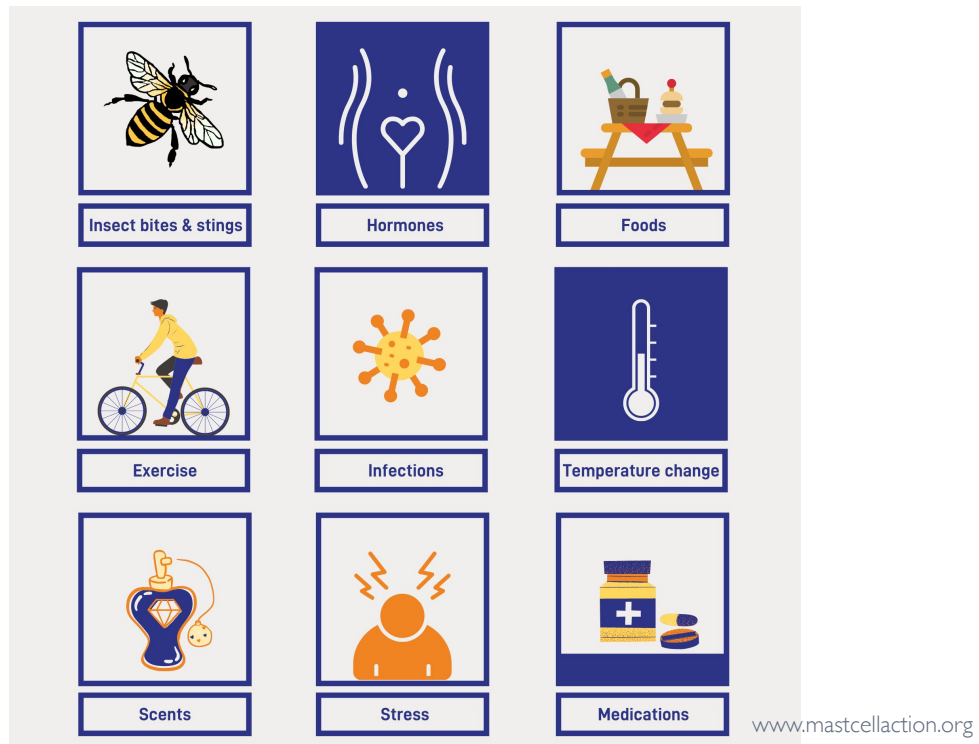 Insect bites & stings
Hormones
Foods
Exercise
Infections
Temperature change
Scents
Stress
Medications
www.mastcellaction.org